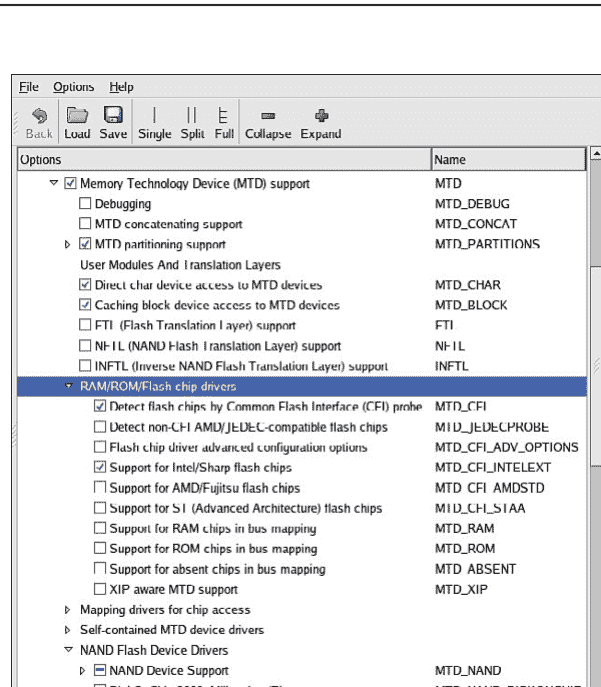 File Options Help
Back Load Save Single Split Full Collapse Expand
Options Name
Memory Technology Device (MTD) support MTD
Debugging MTD_DEBUG
MTD concatenating support MTD_CONCAT
MTD partitioning support MTD_PARTITIONS
User Modules And Translation Layers
Direct char device access to MTD devices MTD_CHAR
Caching block device access to MTD devices MTD_BLOCK
FTL (Flash Translation Layer) support FTL
NFTL (NAND Flash Translation Layer) support NFTL
INFTL (Inverse NAND Flash Translation Layer) support INFTL
RAM/ROM/Flash chip drivers
Detect flash chips by Common Flash Interface (CFI) probe MTD_CFI
Detect non-CFI AMD/JEDEC-compatible flash chips MTD_JEDECPROBE
Flash chip driver advanced configuration options MTD_CFI_ADV_OPTIONS
Support for Intel/Sharp flash chips MTD_CFI_INTELEXT
Support for AMD/Fujitsu flash chips MTD_CFI_AMDSTD
Support for ST (Advanced Architecture) flash chips MTD_CFI_STAA
Support for RAM chips in bus mapping MTD_RAM
Support for ROM chips in bus mapping MTD_ROM
Support for absent chips in bus mapping MTD_ABSENT
XIP aware MTD support MTD_XIP
Mapping drivers for chip access
Self-contained MTD device drivers
NAND Flash Device Drivers
NAND Device Support MTD_NAND